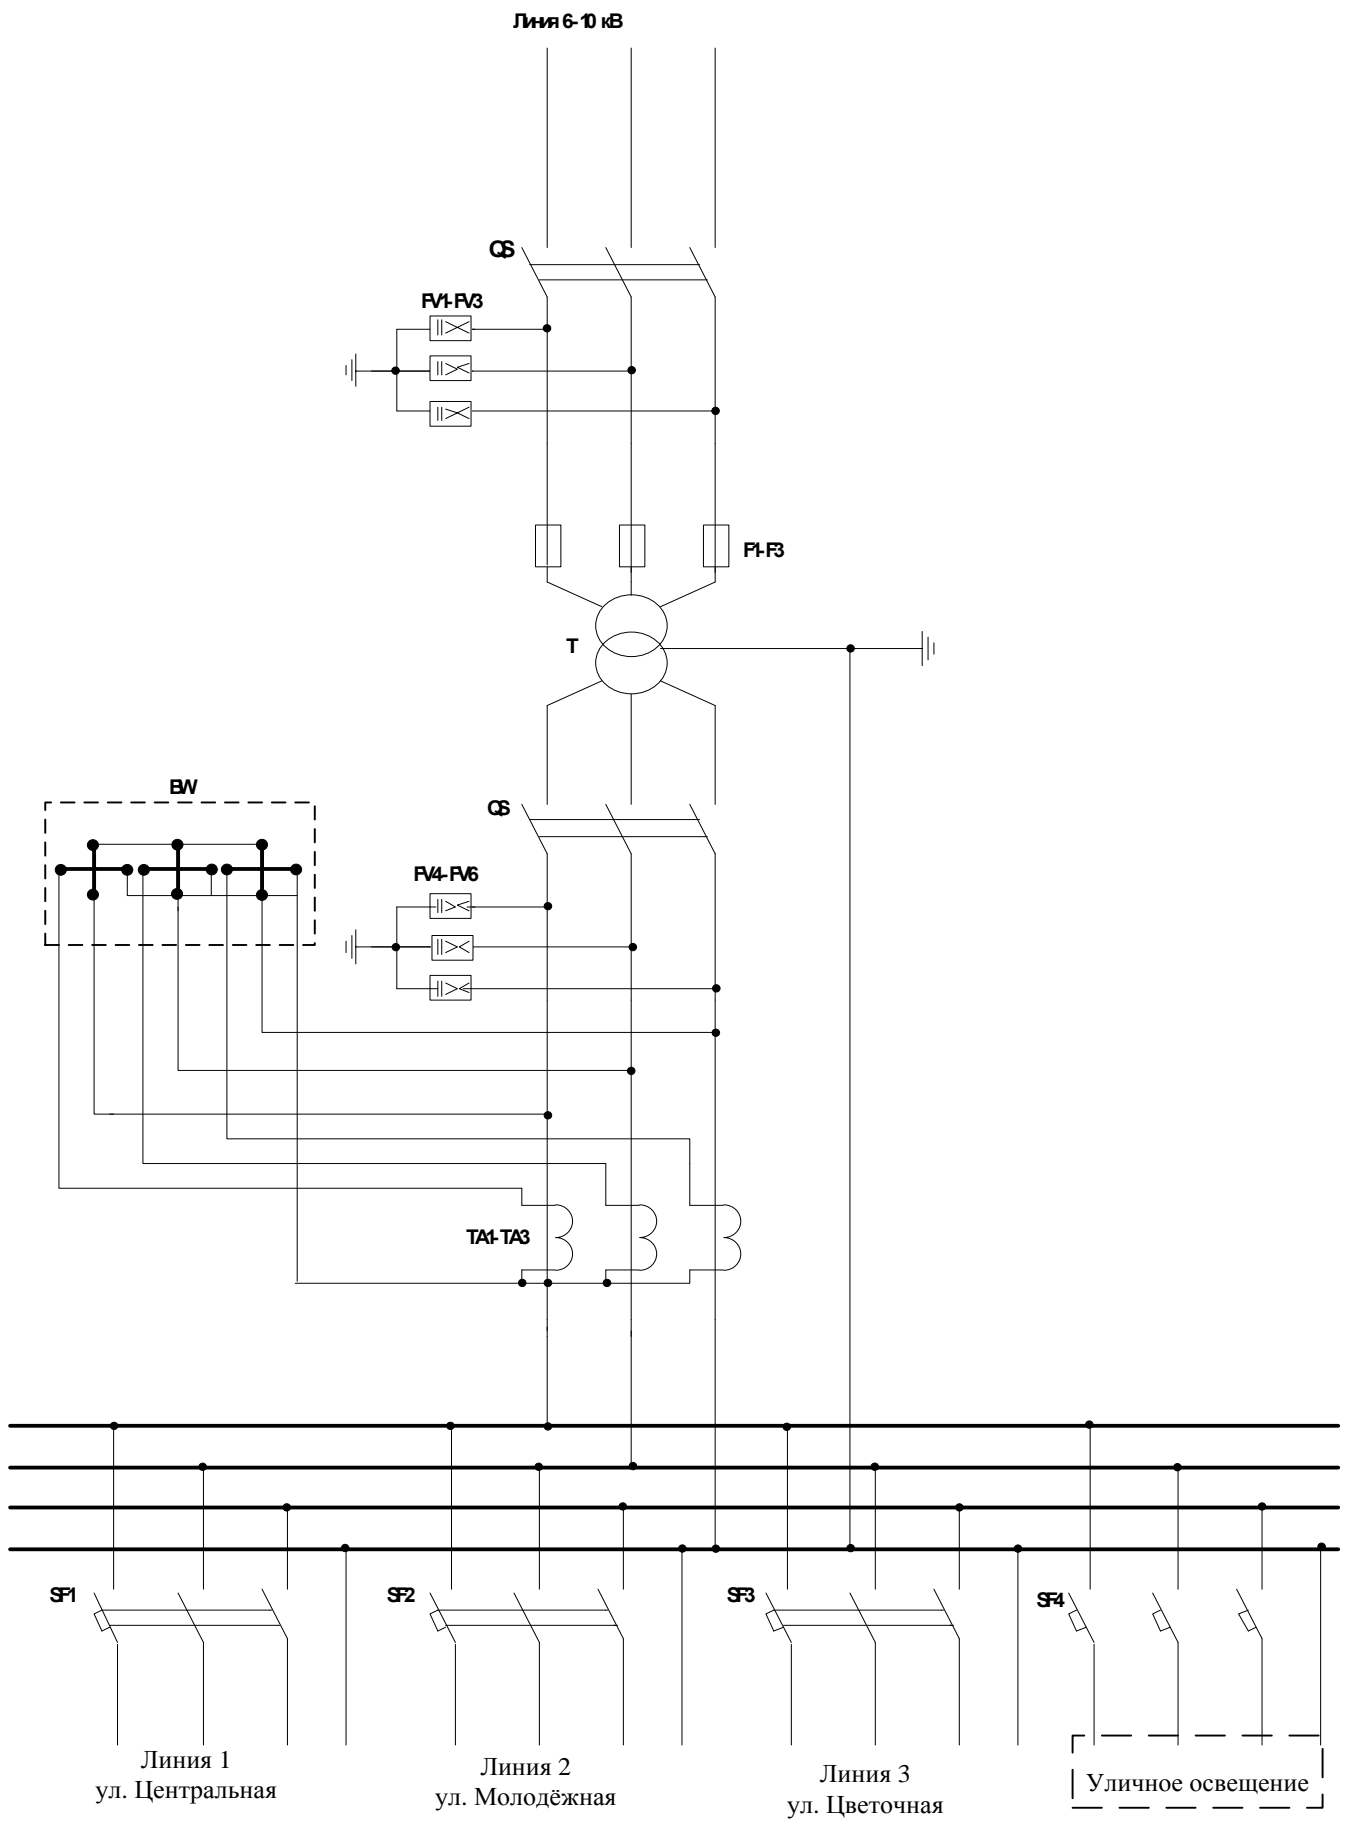 Линия 6-10 кВ
QS
FV1-FV3
F1-F3
T
BW
QS
FV4-FV6
TA1-TA3
SF1
SF2
SF3
SF4
Линия 1
ул. Центральная
Линия 2
ул. Молодёжная
Линия 3
ул. Цветочная
Уличное освещение